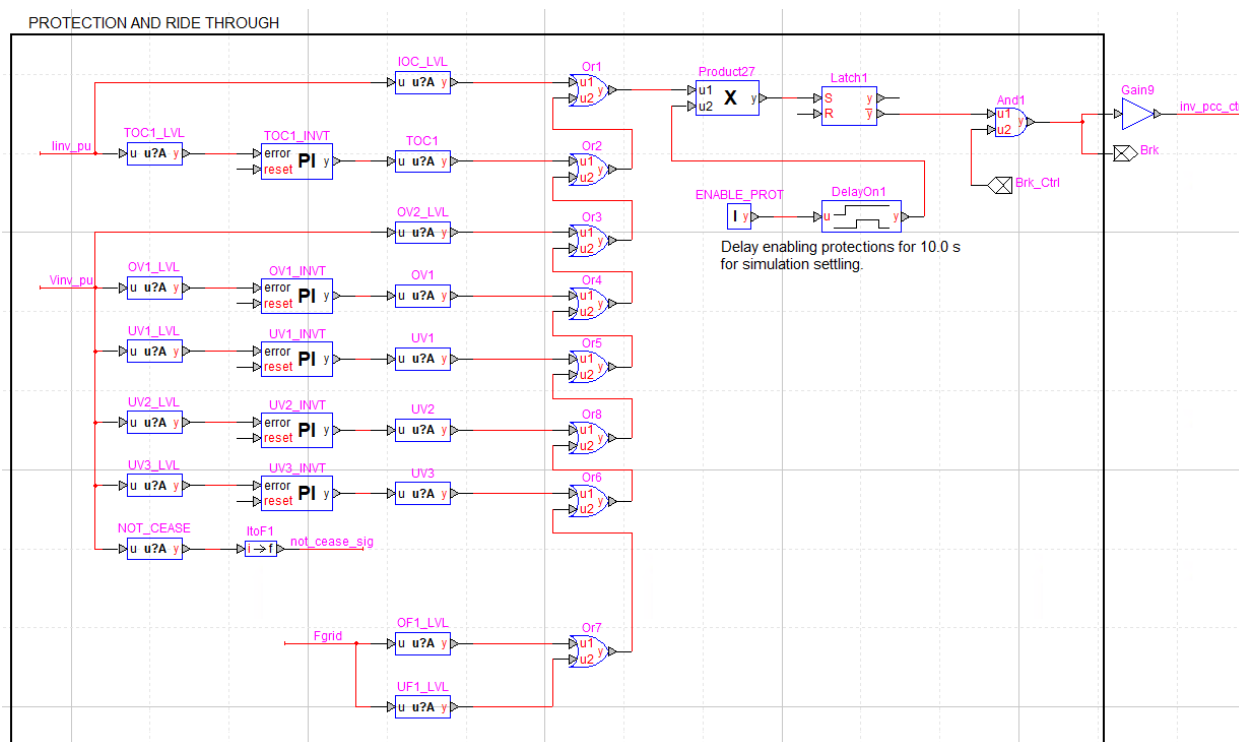 PROTECTION AND RIDE THROUGH
IOC_LVL
u u?A y
Or1
u1
u2
y
Product27
u1
u2
X
y
Latch1
S
R
y
y
And1
u1
u2
y
Gain9
inv_pcc_ct
Brk
Brk_Ctrl
Iinv_pu
TOC1_LVL
u u?A y
TOC1_INVT
error
reset
PI y
TOC1
u u?A y
Or2
u1
u2
y
ENABLE_PROT
I y
DelayOn1
u
y
Delay enabling protections for 10.0 s
for simulation settling.
OV2_LVL
u u?A y
Or3
u1
u2
y
Vinv_pu
OV1_LVL
u u?A y
OV1_INVT
error
reset
PI y
OV1
u u?A y
Or4
u1
u2
y
UV1_LVL
u u?A y
UV1_INVT
error
reset
PI y
UV1
u u?A y
Or5
u1
u2
y
UV2_LVL
u u?A y
UV2_INVT
error
reset
PI y
UV2
u u?A y
Or8
u1
u2
y
UV3_LVL
u u?A y
UV3_INVT
error
reset
PI y
UV3
u u?A y
Or6
u1
u2
y
NOT_CEASE
u u?A y
ItoF1
i → f
not_cease_sig
Fgrid
OF1_LVL
u u?A y
Or7
u1
u2
y
UF1_LVL
u u?A y